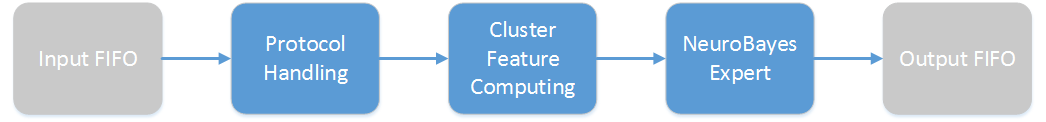 Input FIFO
Protocol
Handling
Cluster
Feature
Computing
NeuroBayes
Expert
Output FIFO